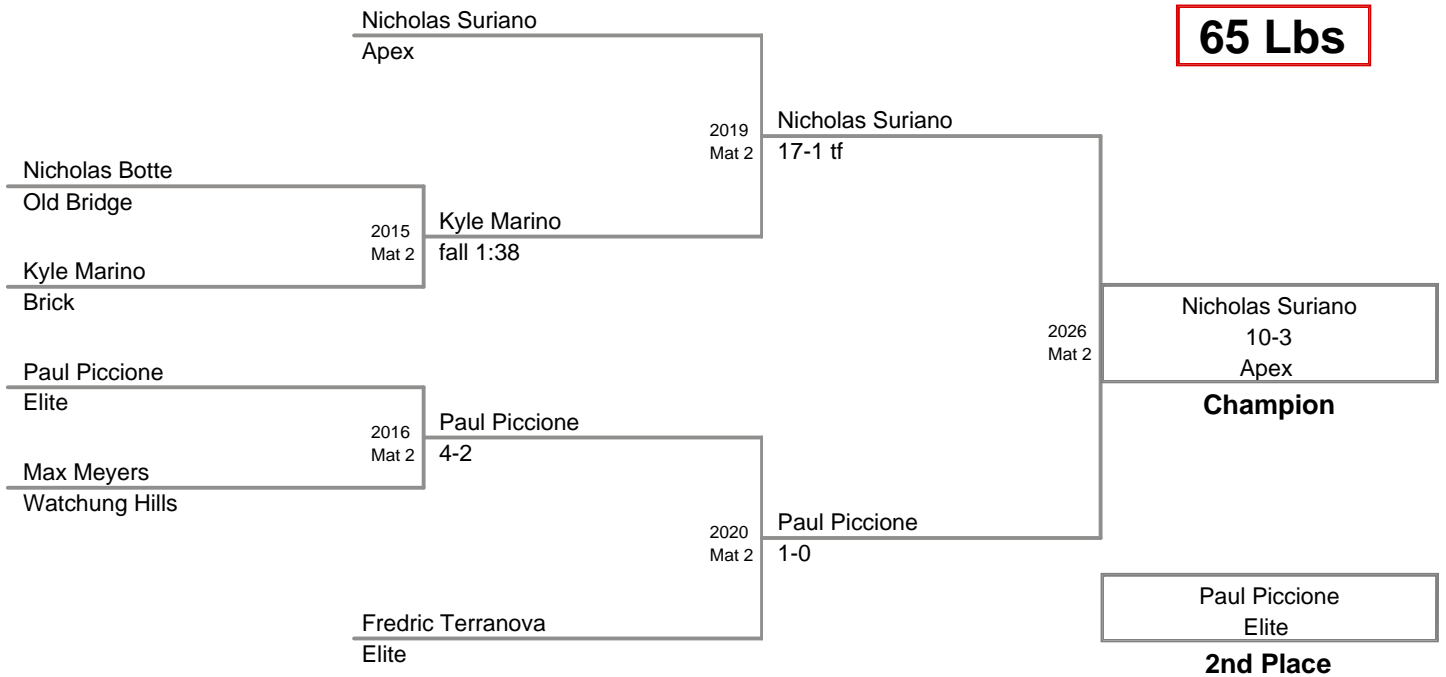 65 Lbs
Nicholas Suriano
Apex
2019
Mat 2
Nicholas Suriano
17-1 tf
Nicholas Botte
Old Bridge
2015
Mat 2
Kyle Marino
fall 1:38
Kyle Marino
Brick
2026
Mat 2
Nicholas Suriano
10-3
Apex
Champion
Paul Piccione
Elite
2016
Mat 2
Paul Piccione
4-2
Max Meyers
Watchung Hills
2020
Mat 2
Paul Piccione
1-0
Fredric Terranova
Elite
Paul Piccione
Elite
2nd Place